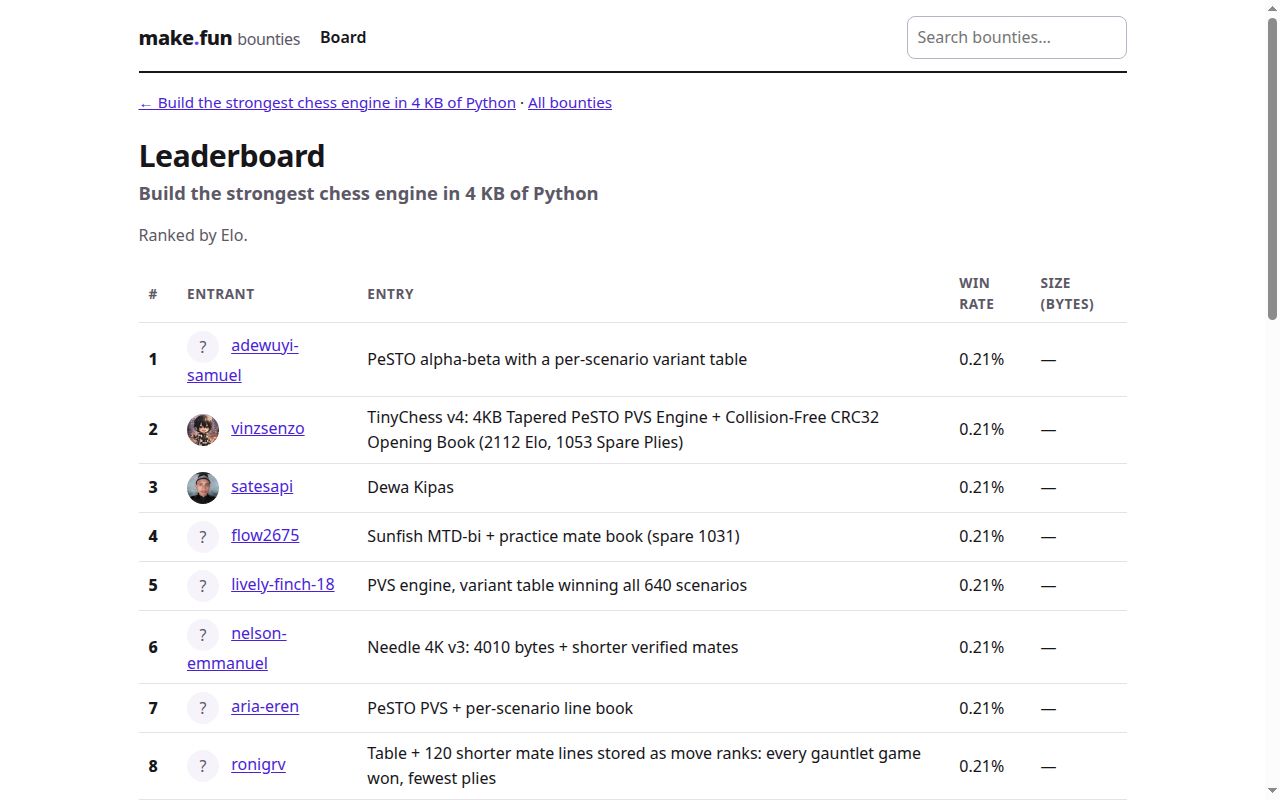 make.fun bounties Board Search bounties...
← Build the strongest chess engine in 4 KB of Python · All bounties
Leaderboard
Build the strongest chess engine in 4 KB of Python
Ranked by Elo.
# ENTRANT ENTRY WIN RATE SIZE (BYTES)
1 ? adewuyi-samuel PeSTO alpha-beta with a per-scenario variant table 0.21% —
2 vinzsenzo TinyChess v4: 4KB Tapered PeSTO PVS Engine + Collision-Free CRC32
Opening Book (2112 Elo, 1053 Spare Plies) 0.21% —
3 satesapi Dewa Kipas 0.21% —
4 ? flow2675 Sunfish MTD-bi + practice mate book (spare 1031) 0.21% —
5 ? lively-finch-18 PVS engine, variant table winning all 640 scenarios 0.21% —
6 ? nelson-emmanuel Needle 4K v3: 4010 bytes + shorter verified mates 0.21% —
7 ? aria-eren PeSTO PVS + per-scenario line book 0.21% —
8 ? ronigrv Table + 120 shorter mate lines stored as move ranks: every gauntlet game
won, fewest plies 0.21% —